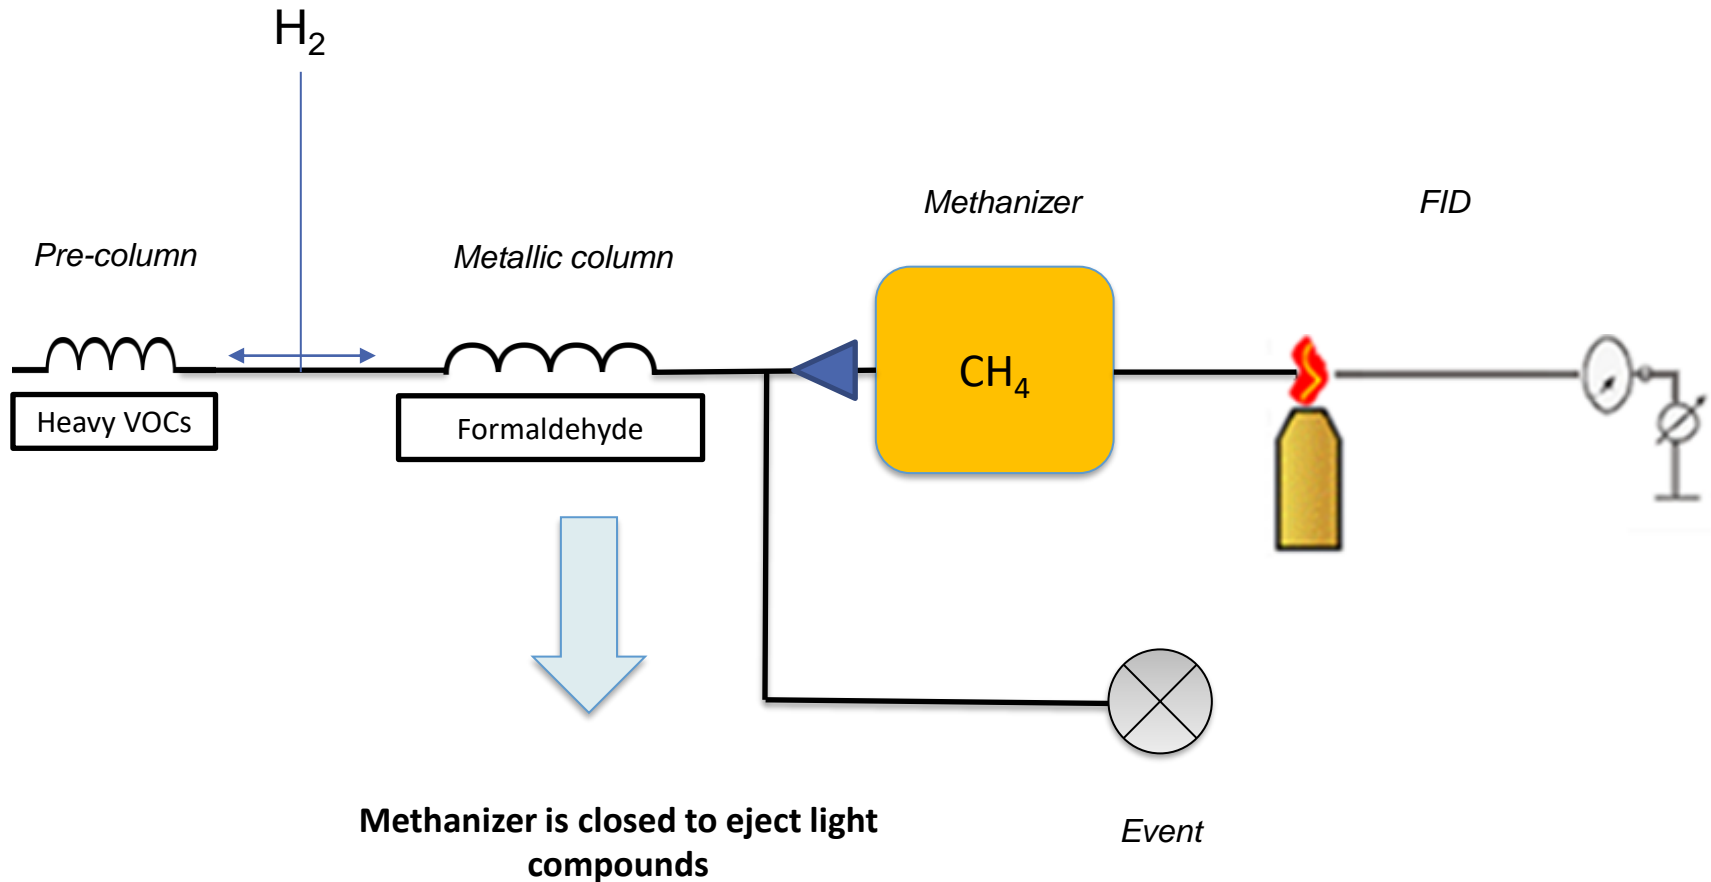 H₂
Methanizer
FID
Pre-column
Metallic column
CH₄
Heavy VOCs
Formaldehyde
Methanizer is closed to eject light
compounds
Event